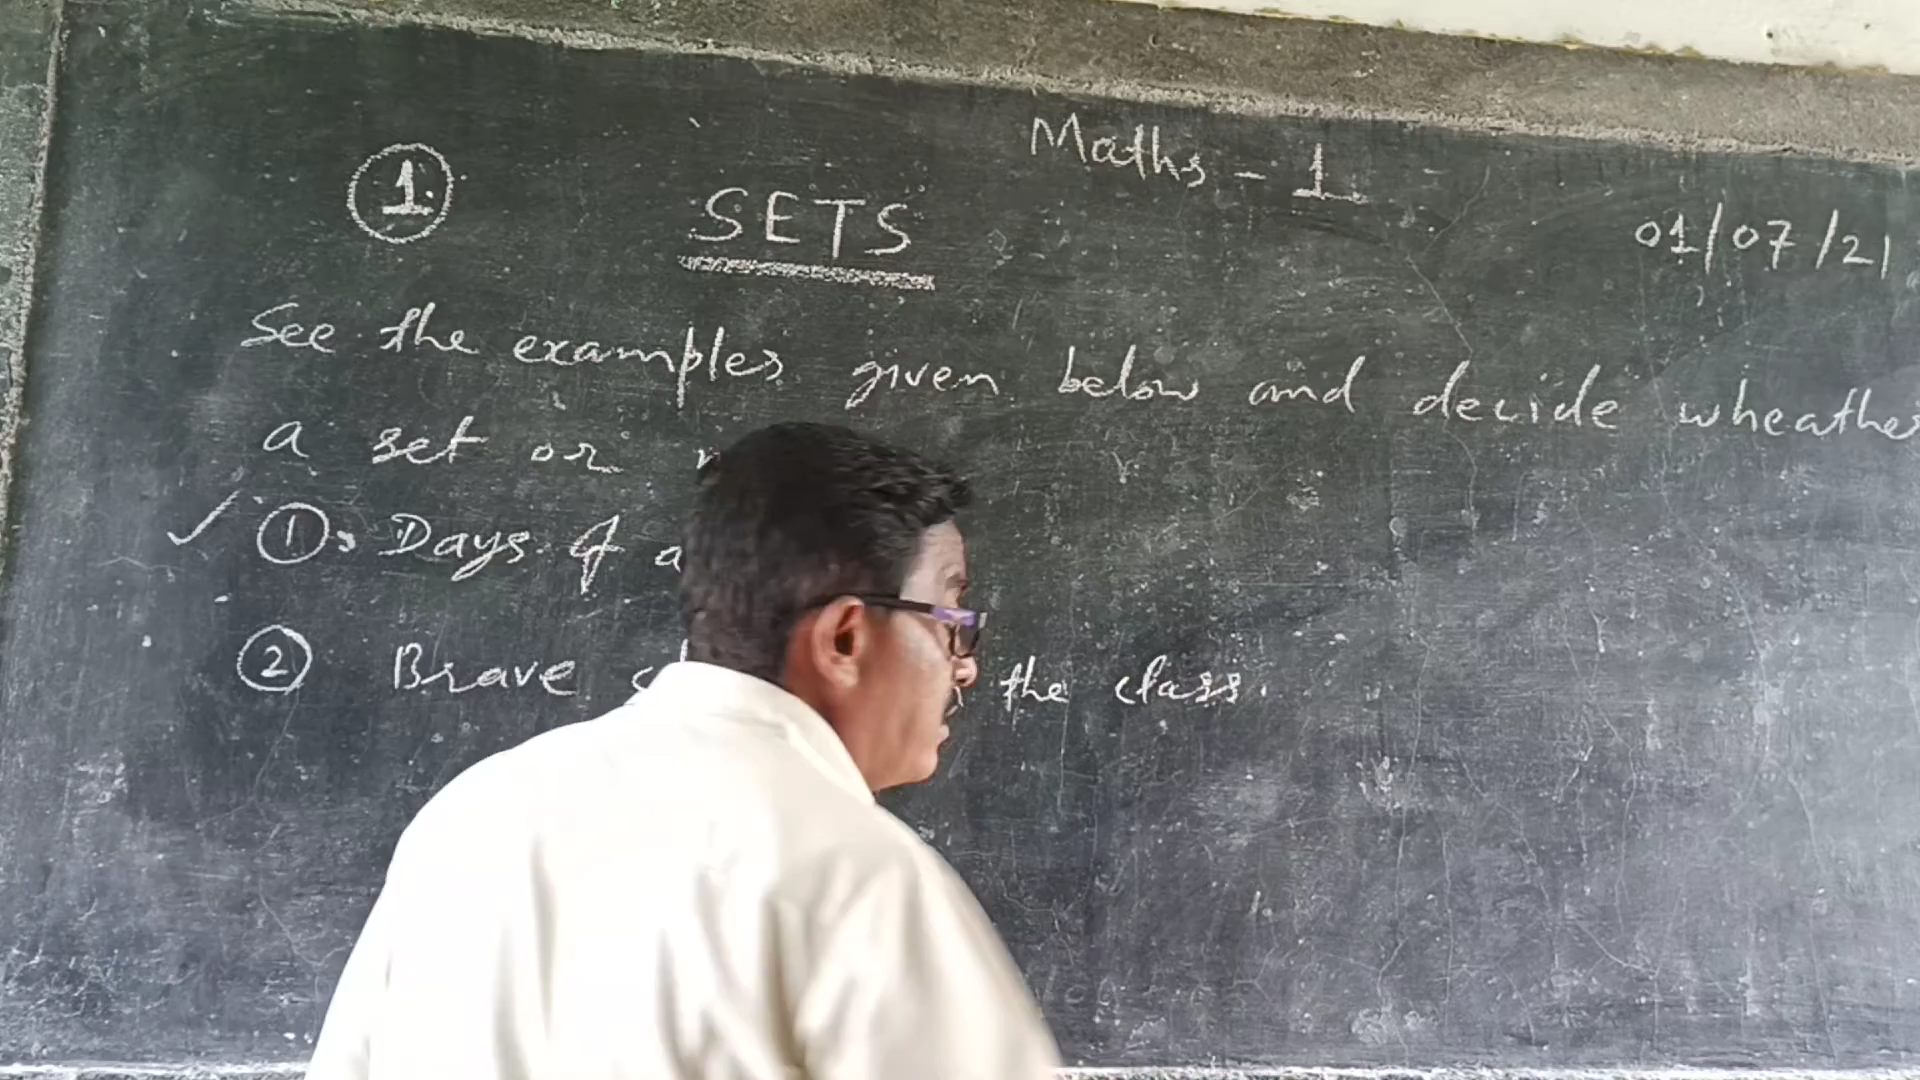 Maths - 1
1.
SETS
01/07/21
See the examples given below and decide wheather
a set or
① Days of a
② Brave the class.